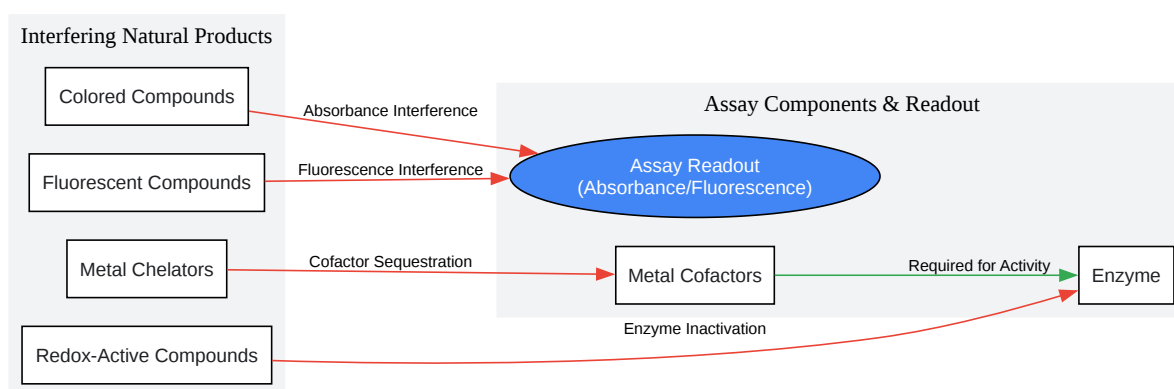 Interfering Natural Products
Colored Compounds
Absorbance Interference
Assay Components & Readout
Fluorescent Compounds
Fluorescence Interference
Assay Readout
(Absorbance/Fluorescence)
Metal Chelators
Cofactor Sequestration
Metal Cofactors
Required for Activity
Enzyme
Redox-Active Compounds
Enzyme Inactivation